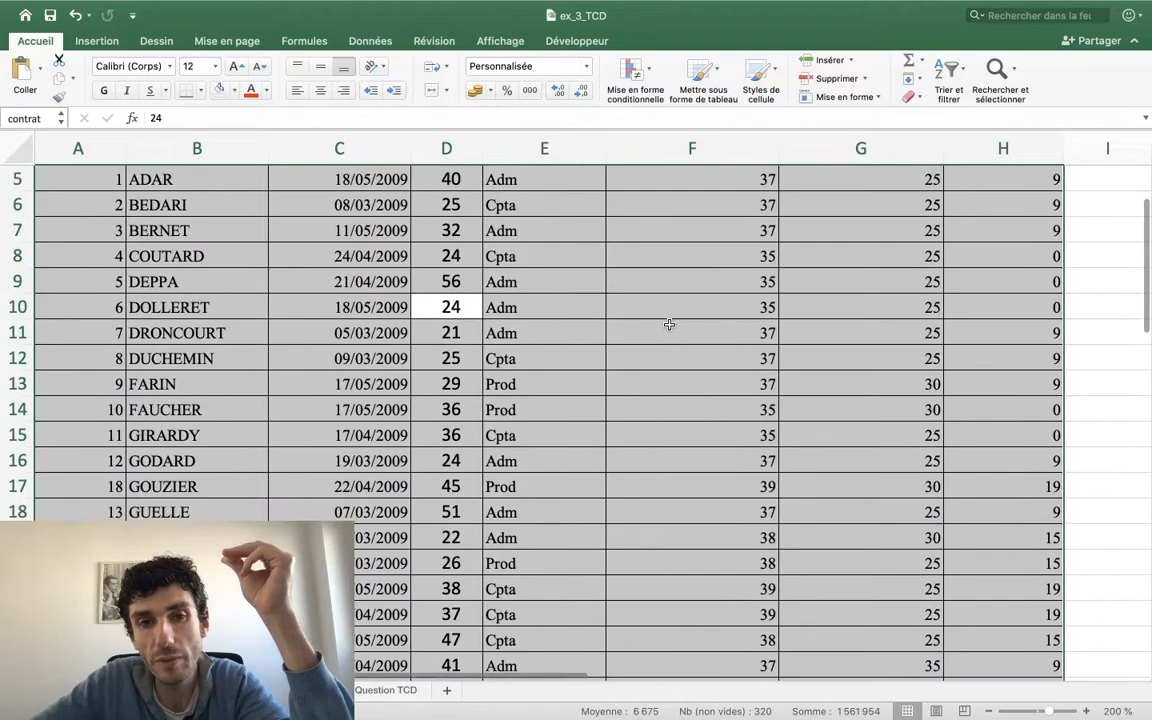 ex_3_TCD
Rechercher dans la feu
Accueil Insertion Dessin Mise en page Formules Données Révision Affichage Développeur
Partager
Coller
Calibri (Corps) 12
A A
G I S A
Personnalisée
% 000
Mise en forme conditionnelle
Mettre sous forme de tableau
Styles de cellule
Insérer
Supprimer
Mise en forme
Trier et filtrer
Rechercher et sélectionner
contrat fx 24
A B C D E F G H I
5 1 ADAR 18/05/2009 40 Adm 37 25 9
6 2 BEDARI 08/03/2009 25 Cpta 37 25 9
7 3 BERNET 11/05/2009 32 Adm 37 25 9
8 4 COUTARD 24/04/2009 24 Cpta 35 25 0
9 5 DEPPA 21/04/2009 56 Adm 35 25 0
10 6 DOLLERET 18/05/2009 24 Adm 35 25 0
11 7 DRONCOURT 05/03/2009 21 Adm 37 25 9
12 8 DUCHEMIN 09/03/2009 25 Cpta 37 25 9
13 9 FARIN 17/05/2009 29 Prod 37 30 9
14 10 FAUCHER 17/05/2009 36 Prod 35 30 0
15 11 GIRARDY 17/04/2009 36 Cpta 35 25 0
16 12 GODARD 19/03/2009 24 Adm 37 25 9
17 18 GOUZIER 22/04/2009 45 Prod 39 30 19
18 13 GUELLE 07/03/2009 51 Adm 37 25 9
/03/2009 22 Adm 38 30 15
/03/2009 26 Prod 38 25 15
/05/2009 38 Cpta 39 25 19
/04/2009 37 Cpta 39 25 19
/05/2009 47 Cpta 38 25 15
/04/2009 41 Adm 37 35 9
Question TCD +
Moyenne : 6 675 Nb (non vides) : 320 Somme : 1 561 954 200 %